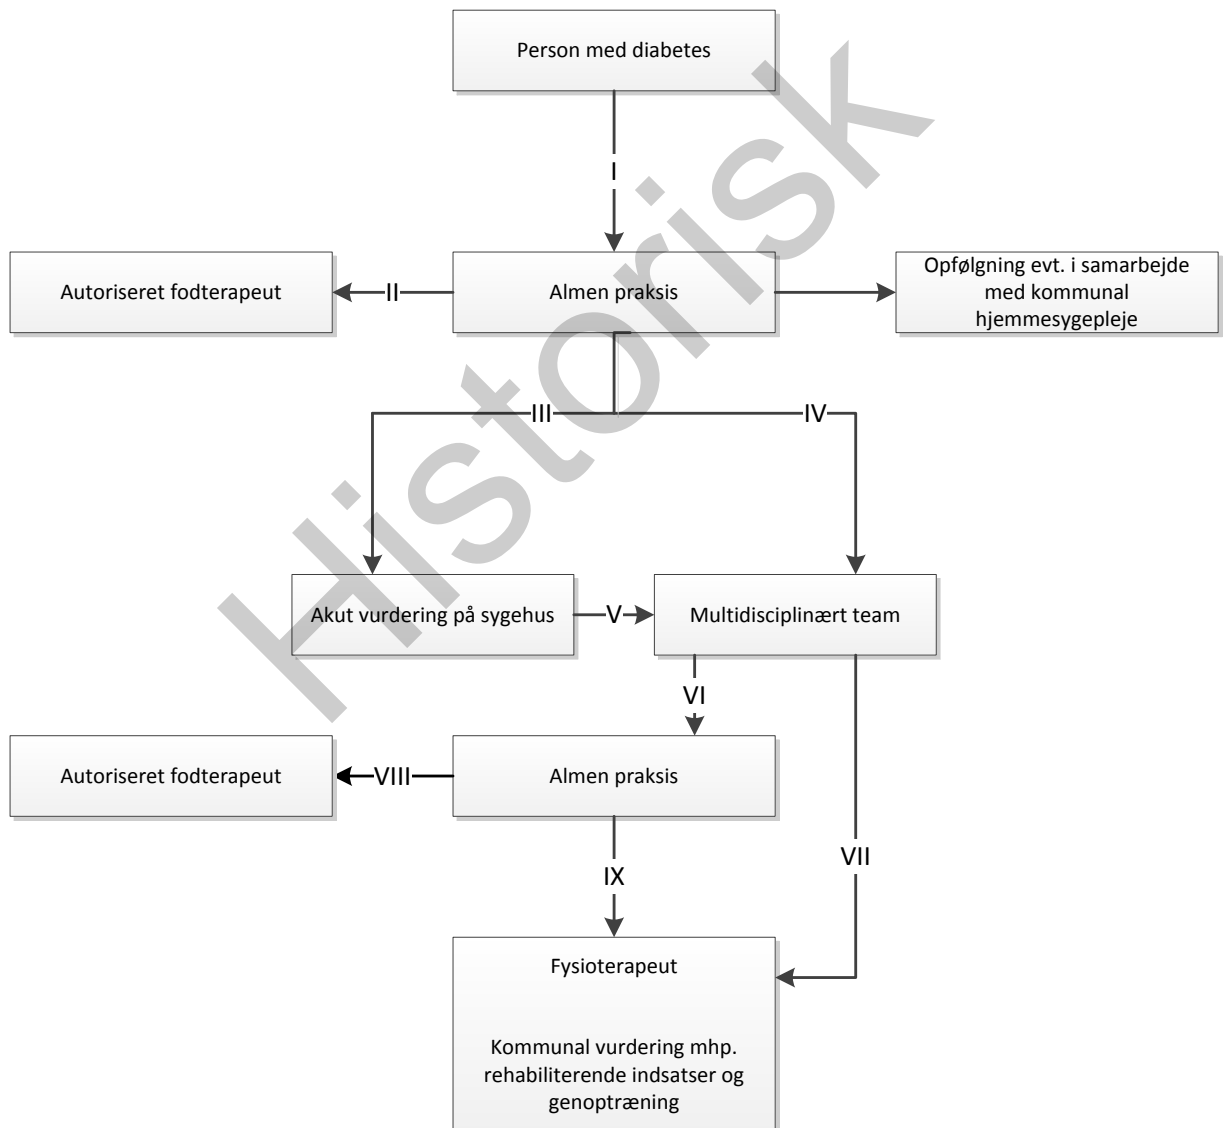 Person med diabetes
I
Autoriseret fodterapeut
II
Almen praksis
Opfølgning evt. i samarbejde
med kommunal
hjemmesygepleje
III
IV
Akut vurdering på sygehus
V
Multidisciplinært team
VI
Autoriseret fodterapeut
VIII
Almen praksis
VII
IX
Fysioterapeut
Kommunal vurdering mhp.
rehabiliterende indsatser og
genoptræning
Historisk